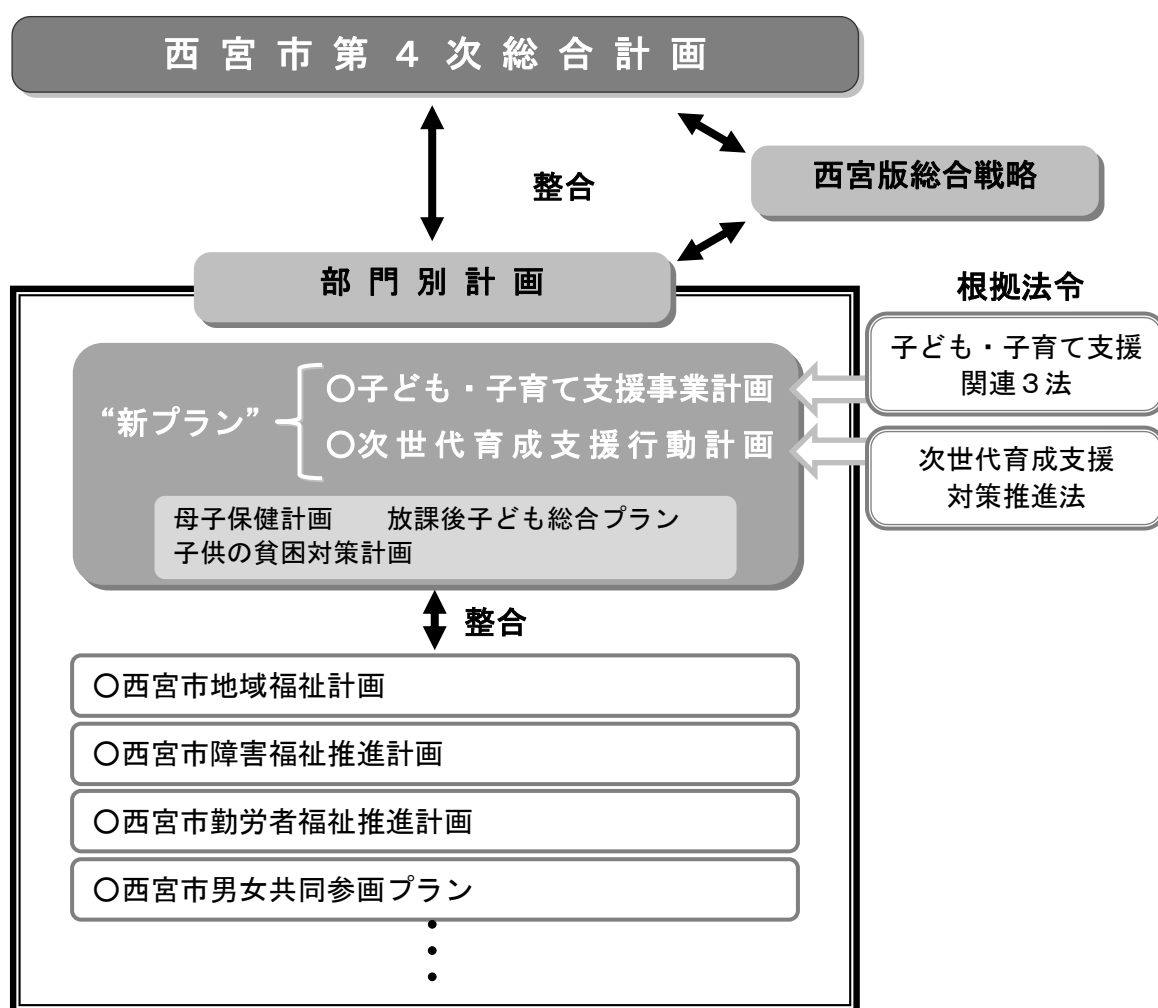 西宮市第４次総合計画
整合
西宮版総合戦略
部門別計画
根拠法令
子ども・子育て支援
関連３法
“新プラン”
○子ども・子育て支援事業計画
○次世代育成支援行動計画
次世代育成支援
対策推進法
母子保健計画　　放課後子ども総合プラン
子供の貧困対策計画
整合
○西宮市地域福祉計画
○西宮市障害福祉推進計画
○西宮市勤労者福祉推進計画
○西宮市男女共同参画プラン